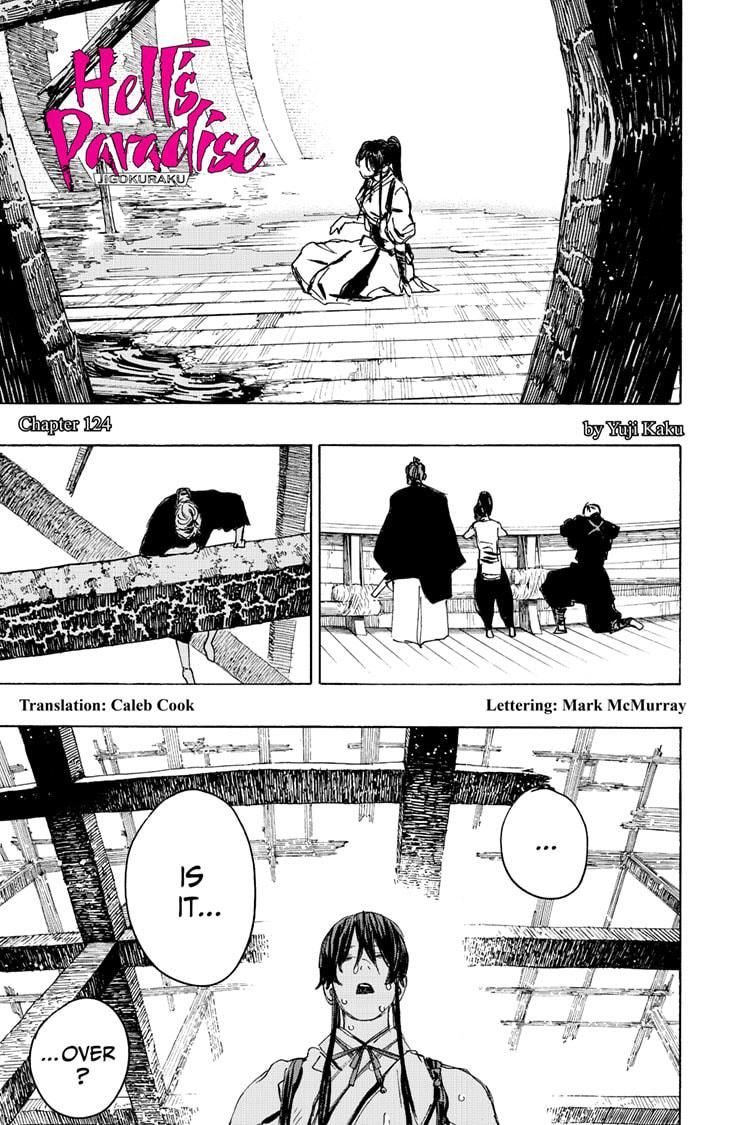 Hell's
Paradise
JIGOKURAKU
Chapter 124
by Yuji Kaku
Translation: Caleb Cook
Lettering: Mark McMurray
...
IS
IT...
...OVER
?